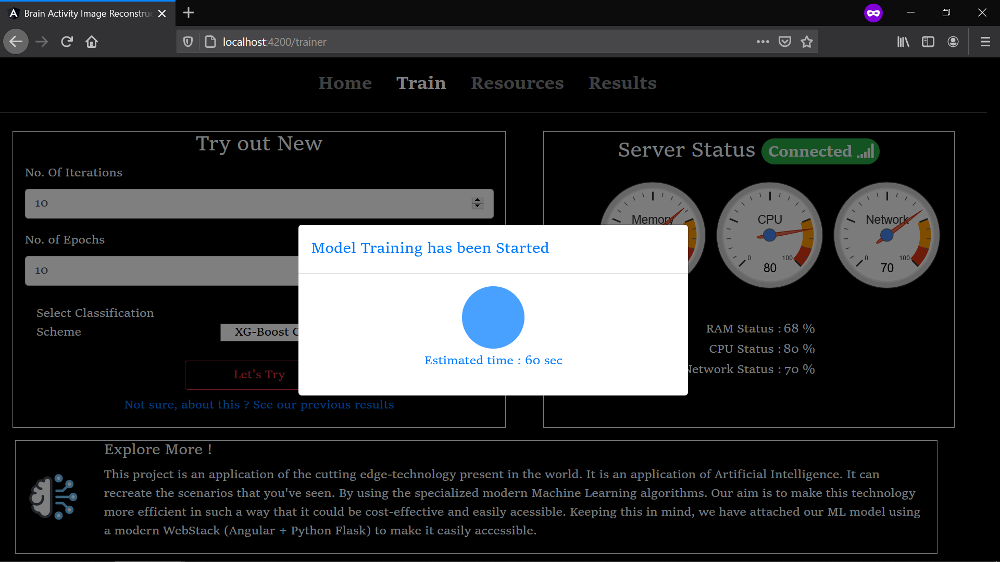 Brain Activity Image Reconstruc
localhost:4200/trainer
Home Train Resources Results
Try out New
No. Of Iterations
10
No. of Epochs
10
Select Classification
Scheme
XG-Boost
Let's Try
Not sure, about this ? See our previous results
Server Status Connected
Memory
CPU
0 100
80
Network
0 100
70
RAM Status : 68 %
CPU Status : 80 %
Network Status : 70 %
Model Training has been Started
Estimated time : 60 sec
Explore More !
This project is an application of the cutting edge-technology present in the world. It is an application of Artificial Intelligence. It can
recreate the scenarios that you've seen. By using the specialized modern Machine Learning algorithms. Our aim is to make this technology
more efficient in such a way that it could be cost-effective and easily acessible. Keeping this in mind, we have attached our ML model using
a modern WebStack (Angular + Python Flask) to make it easily accessible.